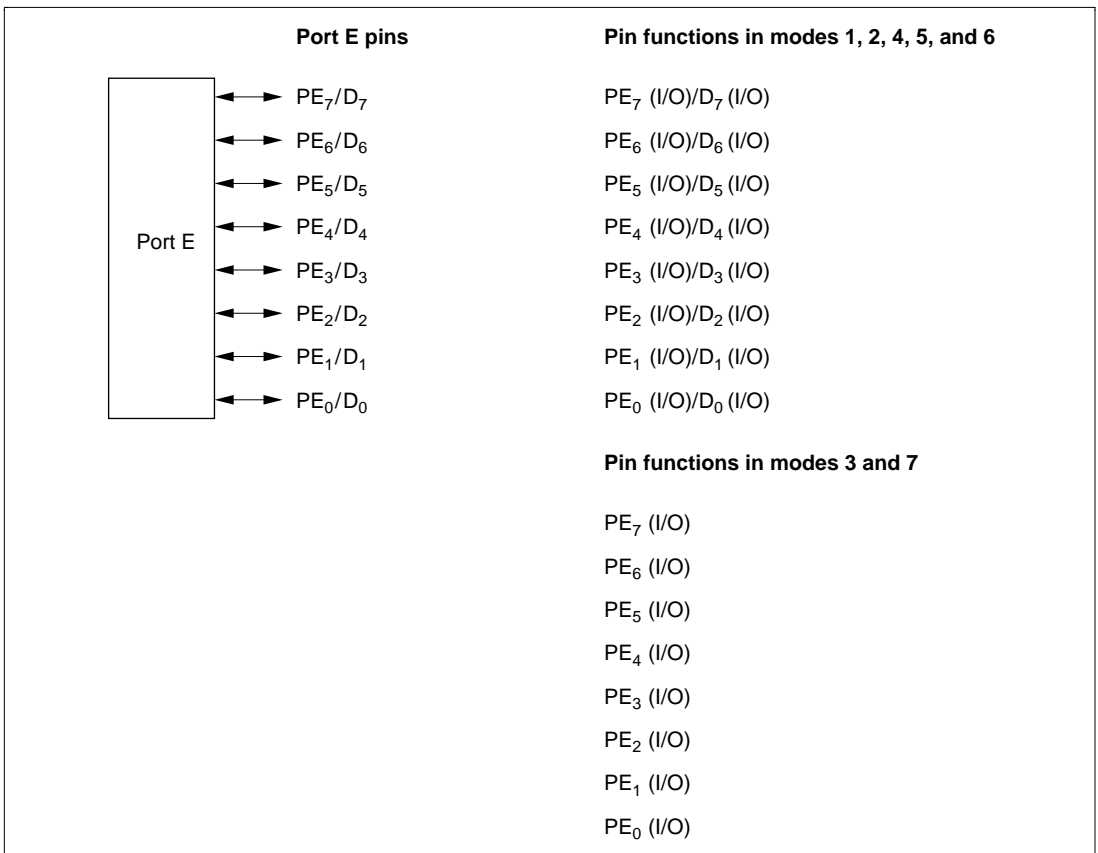 Port E pins Pin functions in modes 1, 2, 4, 5, and 6
PE7/D7 PE7 (I/O)/D7 (I/O)
PE6/D6 PE6 (I/O)/D6 (I/O)
PE5/D5 PE5 (I/O)/D5 (I/O)
PE4/D4 PE4 (I/O)/D4 (I/O)
Port E
PE3/D3 PE3 (I/O)/D3 (I/O)
PE2/D2 PE2 (I/O)/D2 (I/O)
PE1/D1 PE1 (I/O)/D1 (I/O)
PE0/D0 PE0 (I/O)/D0 (I/O)
Pin functions in modes 3 and 7
PE7 (I/O)
PE6 (I/O)
PE5 (I/O)
PE4 (I/O)
PE3 (I/O)
PE2 (I/O)
PE1 (I/O)
PE0 (I/O)